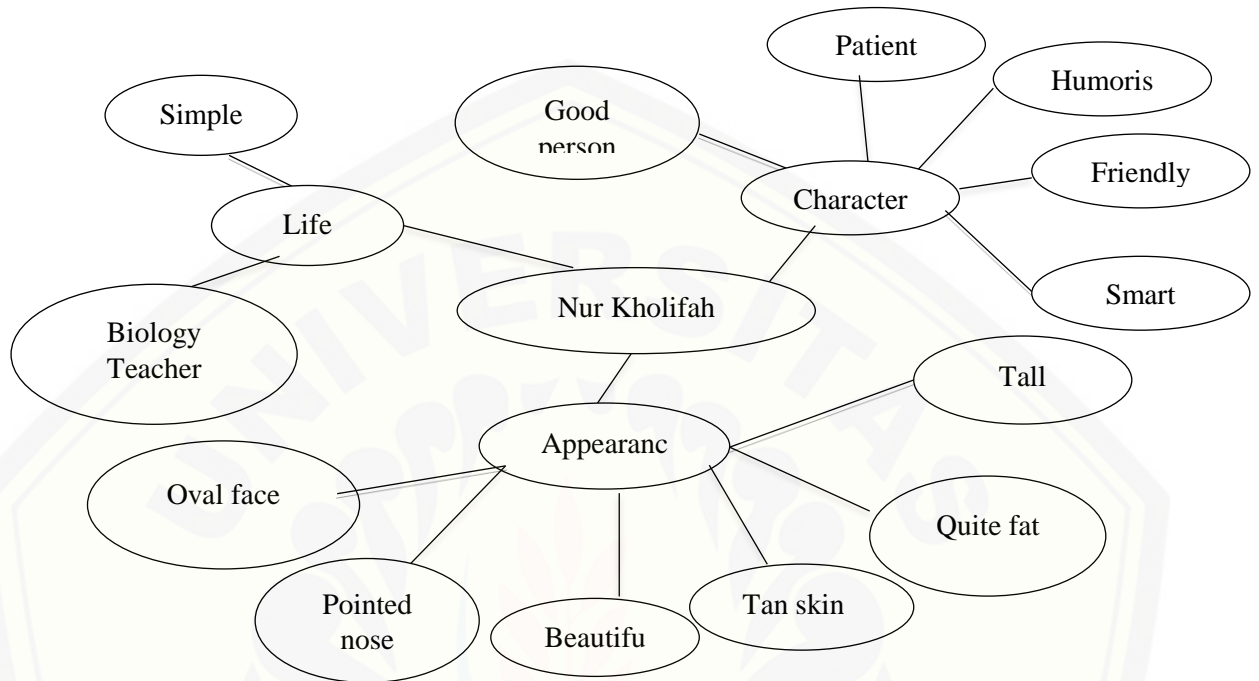 Patient
Humoris
Simple
Good
person
Friendly
Character
Life
Smart
Nur Kholifah
Biology
Teacher
Tall
Appearanc
Oval face
Quite fat
Pointed
nose
Tan skin
Beautifu
UNIVERSITAS